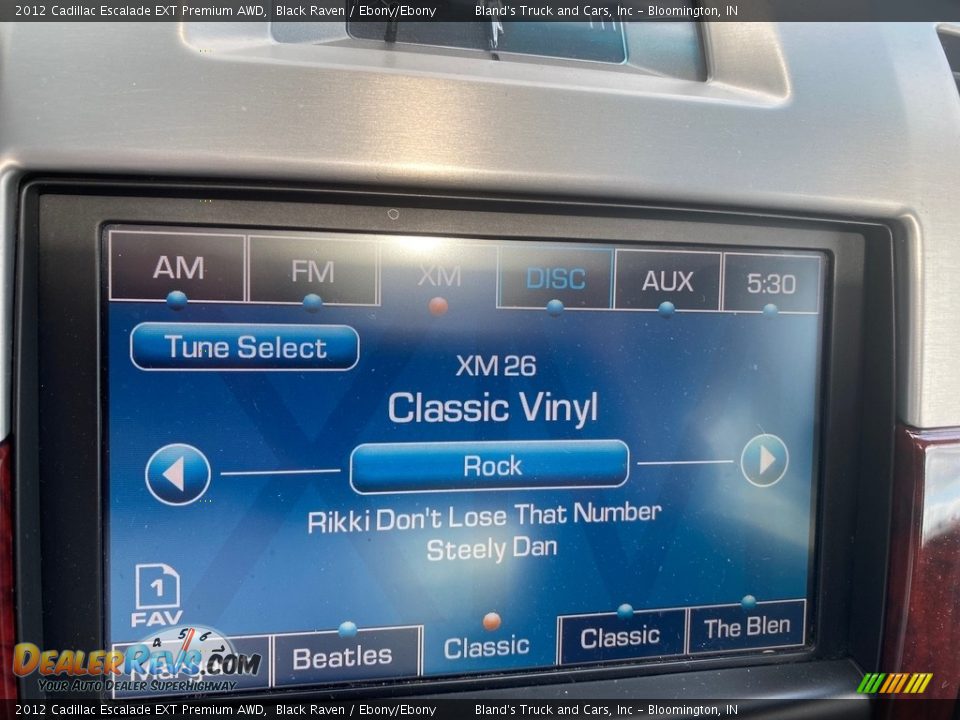 2012 Cadillac Escalade EXT Premium AWD, Black Raven / Ebony/Ebony Bland's Truck and Cars, Inc - Bloomington, IN
AM FM XM DISC AUX 5:30
Tune Select
XM 26
Classic Vinyl
Rock
Rikki Don't Lose That Number
Steely Dan
1
FAV
Beatles Classic Classic The Blen
4 5 6
DealerRevs.com
Your Auto Dealer SuperHighway
2012 Cadillac Escalade EXT Premium AWD, Black Raven / Ebony/Ebony Bland's Truck and Cars, Inc - Bloomington, IN